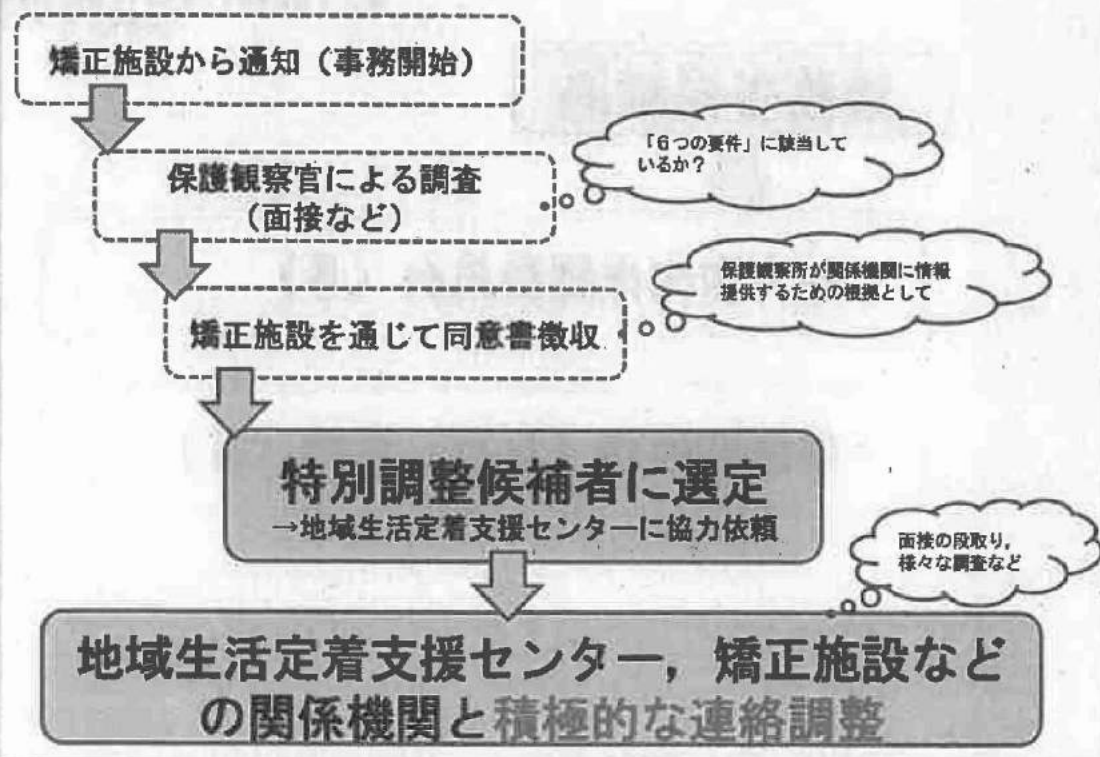 矯正施設から通知（事務開始）
「６つの要件」に該当して
いるか？
保護観察官による調査
（面接など）
保護観察所が関係機関に情報
提供するための根拠として
矯正施設を通じて同意書徴収
特別調整候補者に選定
→地域生活定着支援センターに協力依頼
面接の段取り，
様々な調査など
地域生活定着支援センター，矯正施設など
の関係機関と積極的な連絡調整